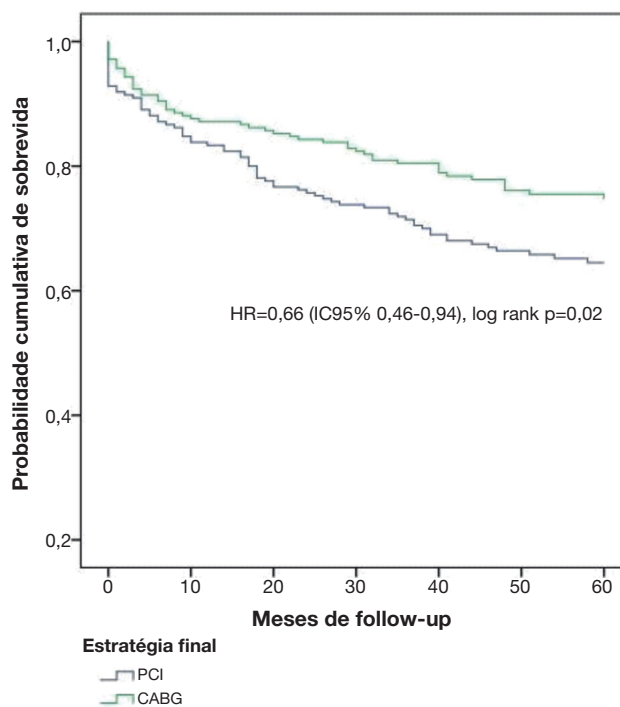 1,0
0,8
0,6
0,4
0,2
Probabilidade cumulativa de sobrevida
HR=0,66 (IC95% 0,46-0,94), log rank p=0,02
0 10 20 30 40 50 60
Meses de follow-up
Estratégia final
PCI
CABG